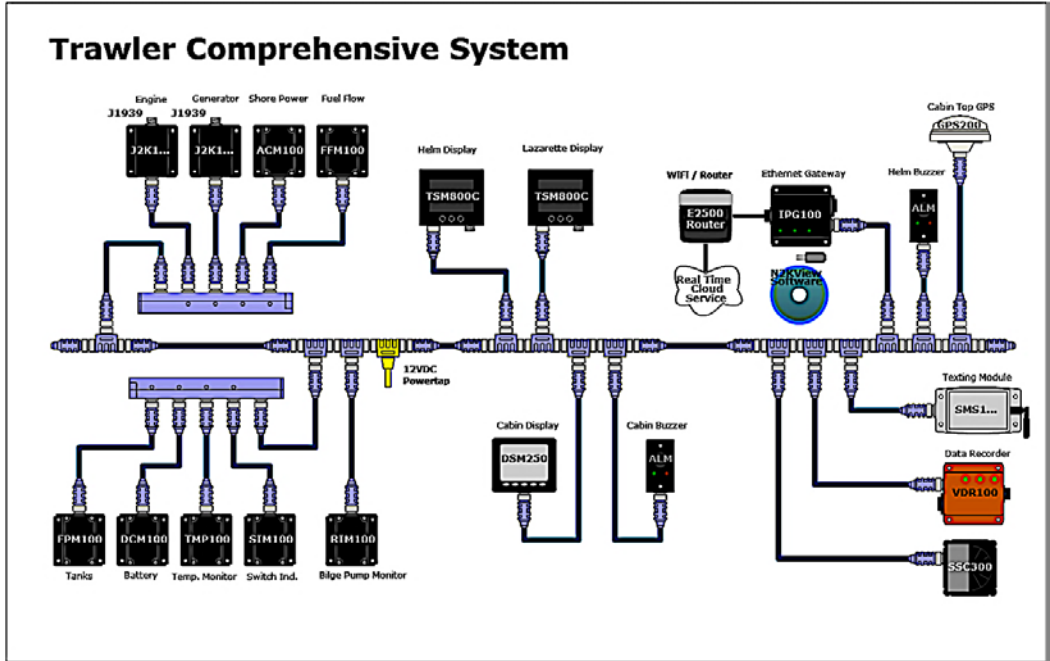 Trawler Comprehensive System
Engine
Generator
Shore Power
Fuel Flow
J1939
J1939
J2K1...
J2K1...
ACM100
FFM100
Helm Display
Lazarette Display
TSM800C
TSM800C
WIFI / Router
Ethernet Gateway
E2500
Router
IPG100
Real Time
Cloud
Service
N2KView
Software
Helm Buzzer
ALM
Cabin Top GPS
GPS200
12VDC
Powertap
Cabin Display
DSM250
Cabin Buzzer
ALM
Texting Module
SMS1...
Data Recorder
VDR100
SSC300
FPM100
DCM100
TMP100
SIM100
RIM100
Tanks
Battery
Temp. Monitor
Switch Ind.
Bilge Pump Monitor